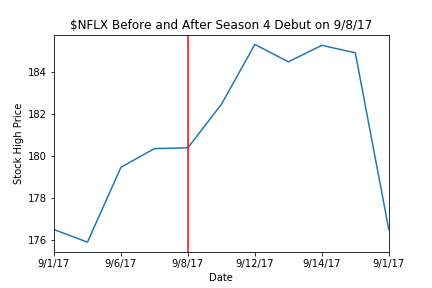 $NFLX Before and After Season 4 Debut on 9/8/17
184
182
180
178
176
Stock High Price
9/1/17 9/6/17 9/8/17 9/12/17 9/14/17 9/1/17
Date